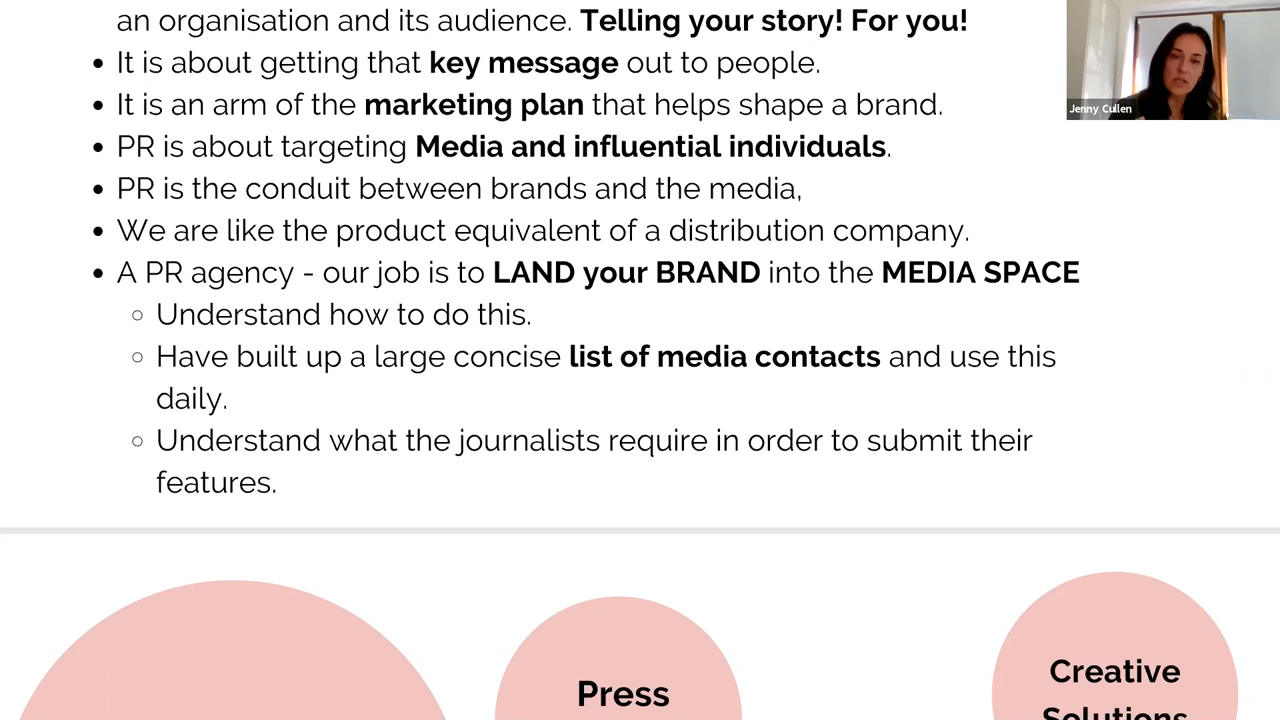 an organisation and its audience. Telling your story! For you!
It is about getting that key message out to people.
It is an arm of the marketing plan that helps shape a brand.
PR is about targeting Media and influential individuals.
PR is the conduit between brands and the media,
We are like the product equivalent of a distribution company.
A PR agency - our job is to LAND your BRAND into the MEDIA SPACE
Understand how to do this.
Have built up a large concise list of media contacts and use this
daily.
Understand what the journalists require in order to submit their
features.
Jenny Cullen
Press
Creative
Solutions